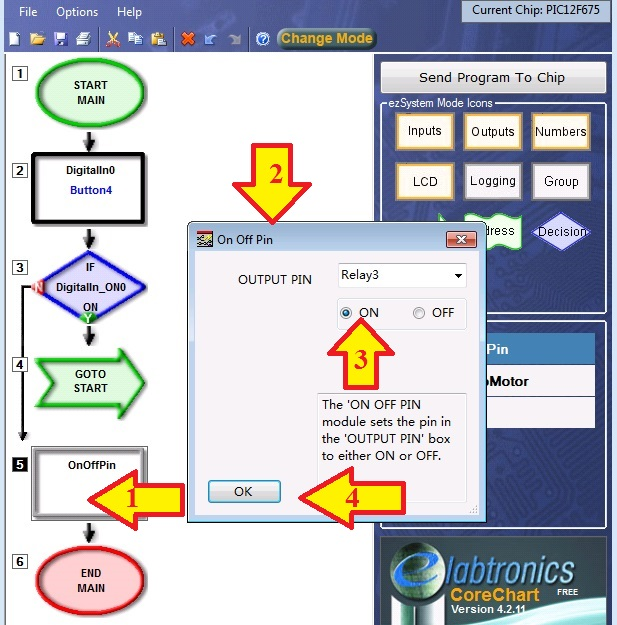 File Options Help
Current Chip: PIC12F675
Change Mode
1
START
MAIN
2
DigitalIn0
Button4
3
IF
DigitalIn_ON0
ON
N
Y
4
GOTO
START
5
OnOffPin
1
6
END
MAIN
2
On Off Pin
OUTPUT PIN
Relay3
ON
OFF
3
The 'ON OFF PIN
module sets the pin in
the 'OUTPUT PIN' box
to either ON or OFF.
OK
4
Send Program To Chip
ezSystem Mode Icons
Inputs
Outputs
Numbers
LCD
Logging
Group
dress
Decision
Pin
Motor
elabtronics
CoreChart FREE
Version 4.2.11